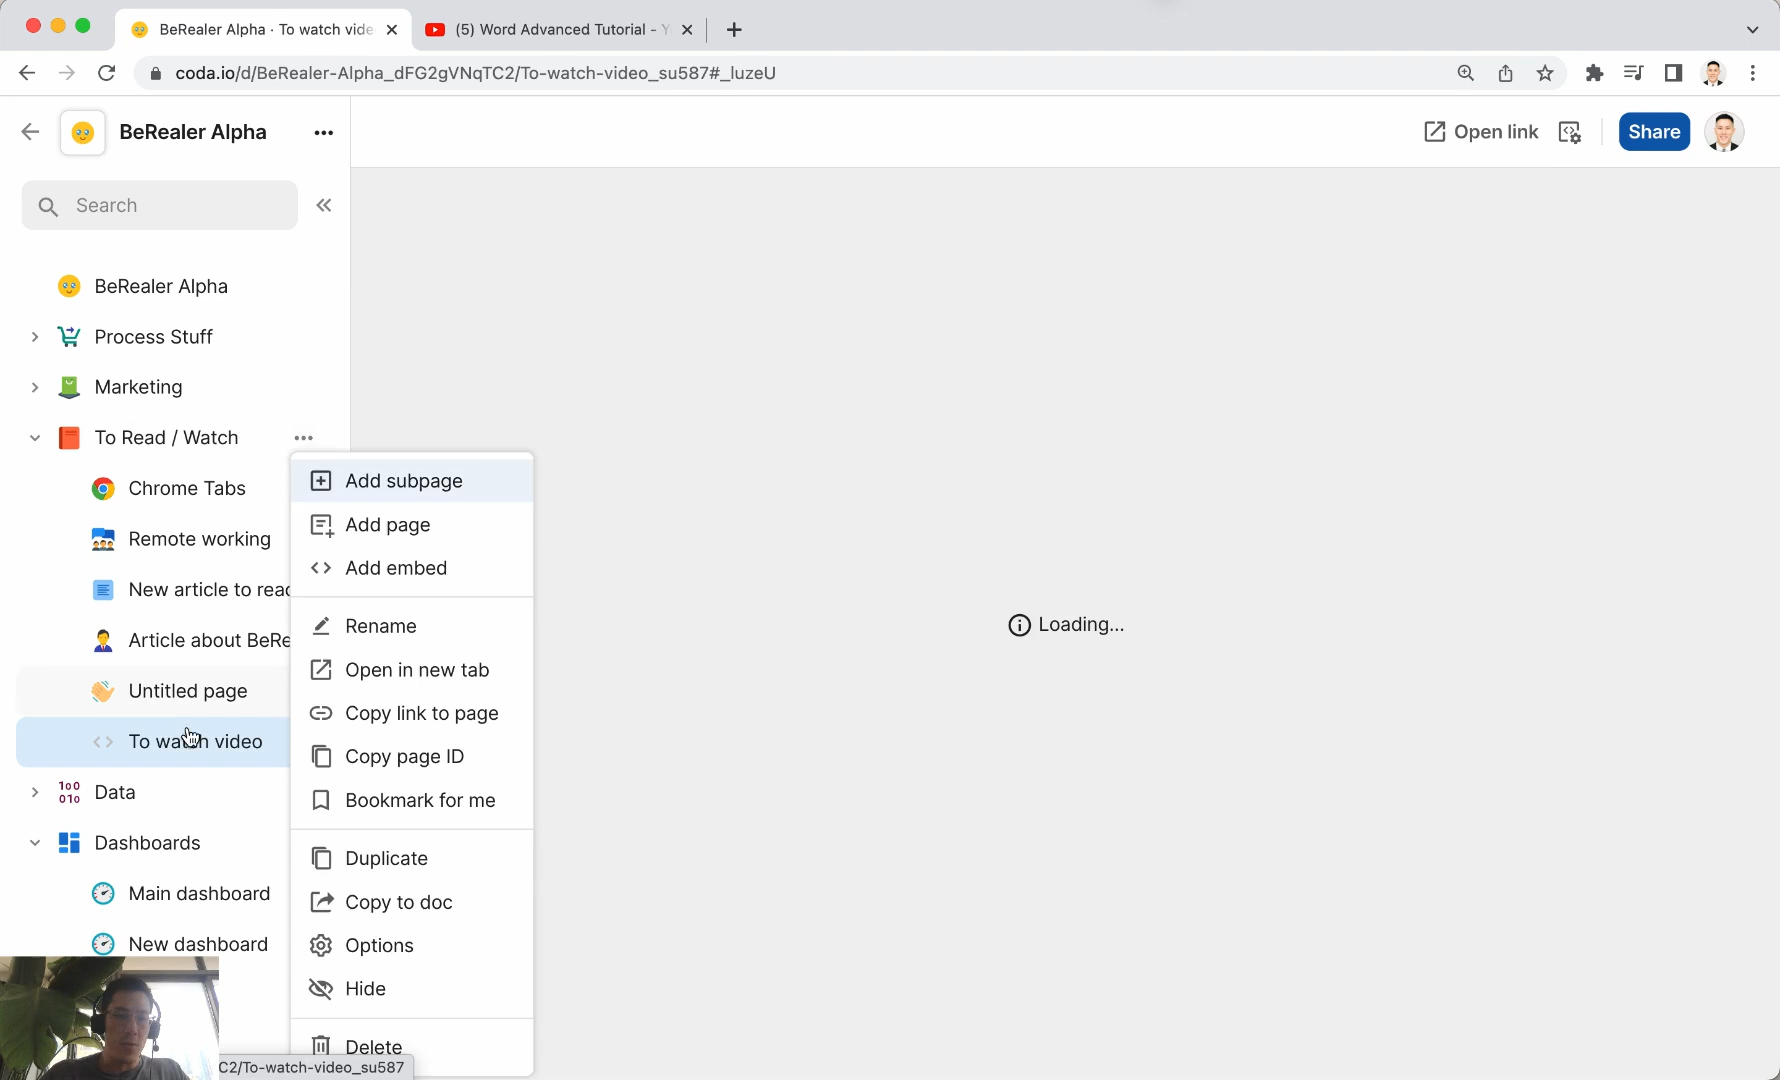 BeRealer Alpha · To watch vide
(5) Word Advanced Tutorial - Y
coda.io/d/BeRealer-Alpha_dFG2gVNqTC2/To-watch-video_su587#_luzeU
BeRealer Alpha
Open link
Share
Search
BeRealer Alpha
Process Stuff
Marketing
To Read / Watch
Chrome Tabs
Remote working
New article to read
Article about BeRe
Untitled page
To watch video
Data
Dashboards
Main dashboard
New dashboard
Add subpage
Add page
Add embed
Rename
Open in new tab
Copy link to page
Copy page ID
Bookmark for me
Duplicate
Copy to doc
Options
Hide
Delete
Loading...
C2/To-watch-video_su587